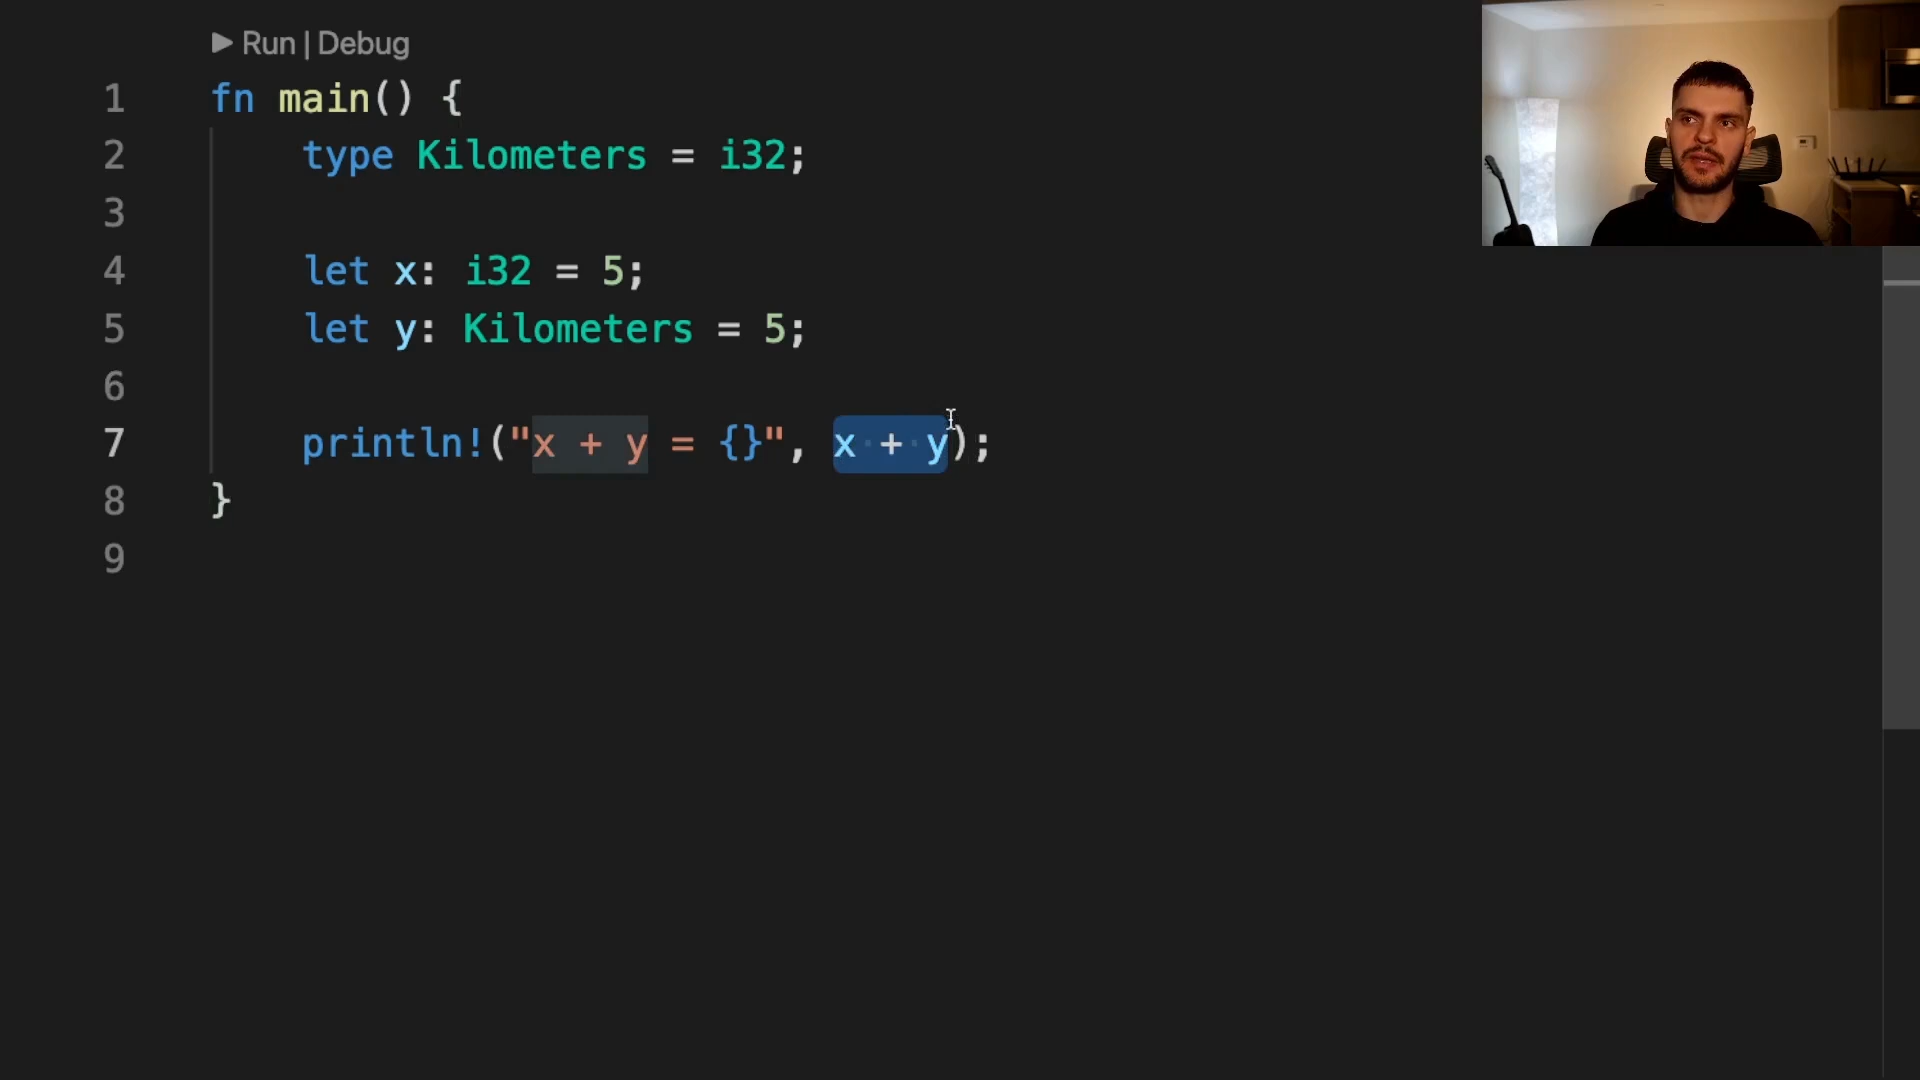 Run | Debug
1 fn main() {
2 type Kilometers = i32;
3
4 let x: i32 = 5;
5 let y: Kilometers = 5;
6
7 println!("x + y = {}", x + y);
8 }
9